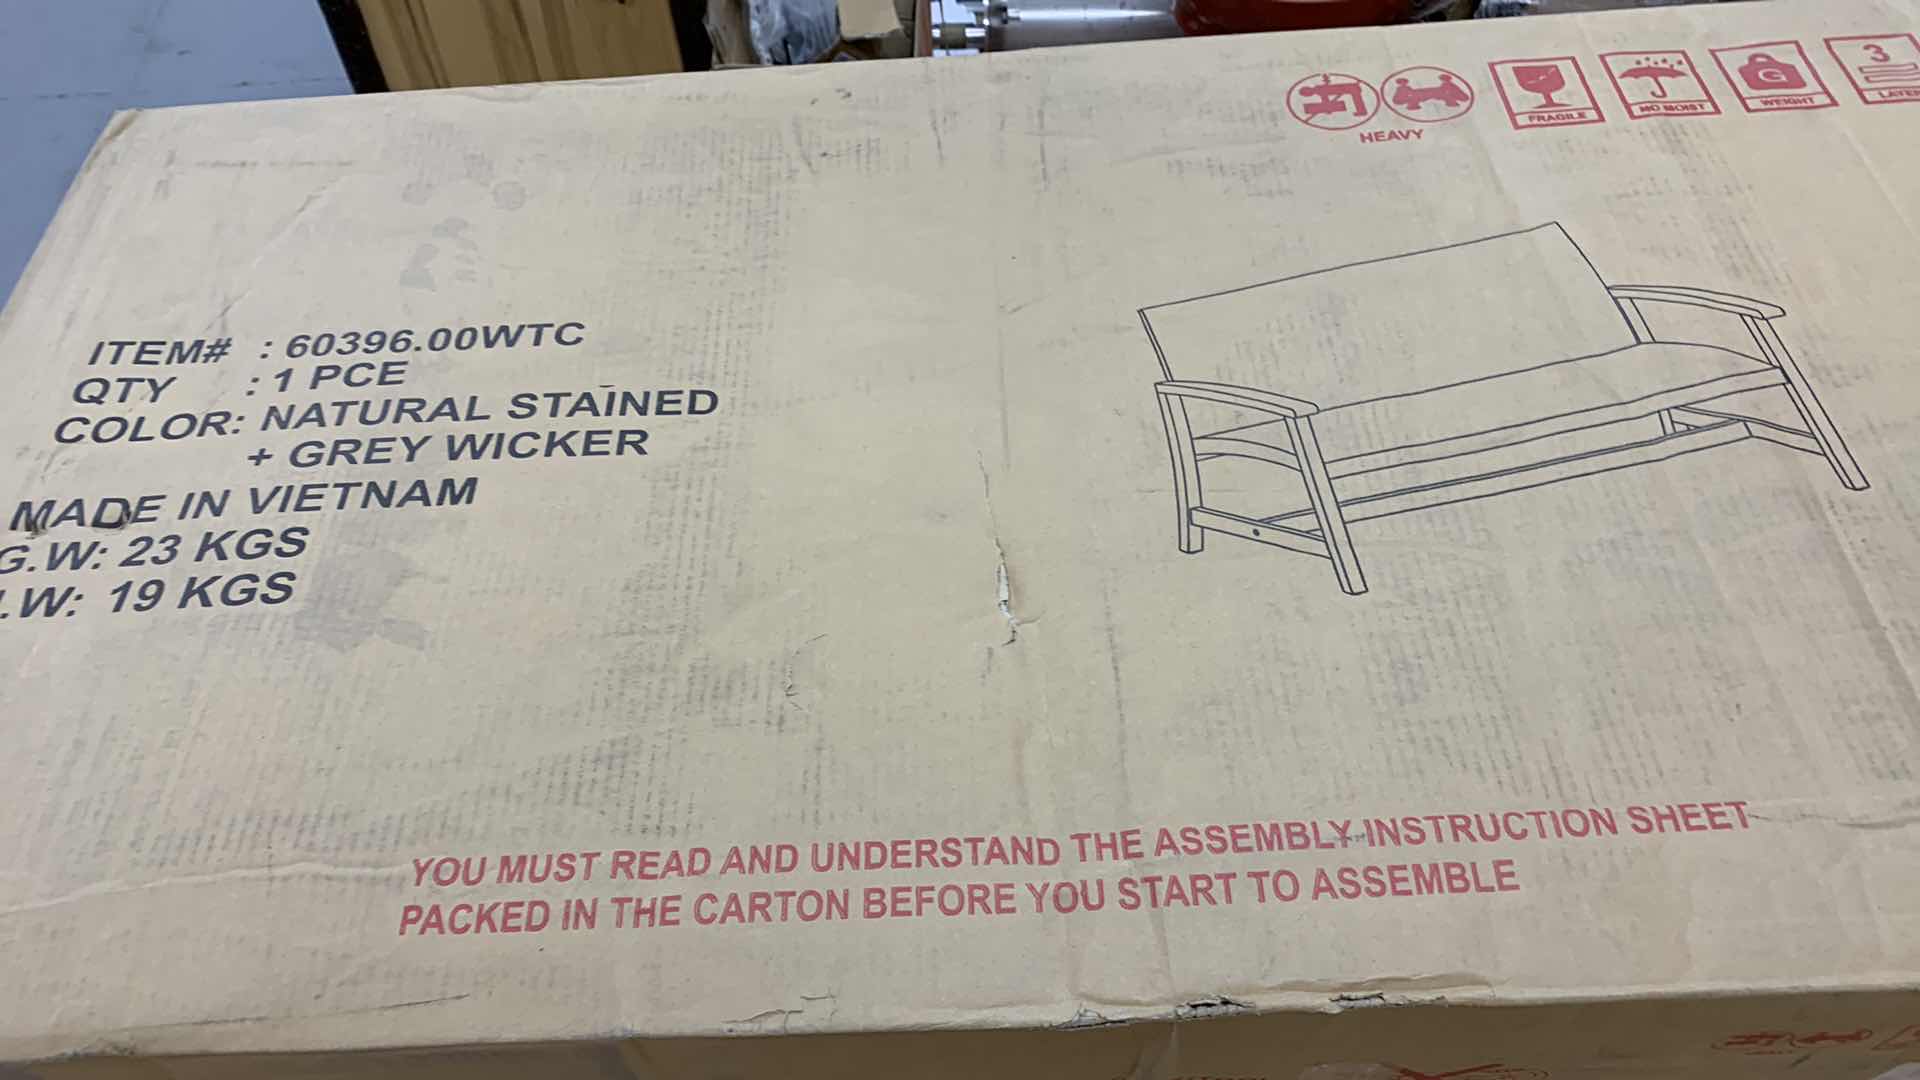 HEAVY
FRAGILE
NO MOIST
G
WEIGHT
3
ITEM# : 60396.00WTC
QTY : 1 PCE
COLOR: NATURAL STAINED
+ GREY WICKER
MADE IN VIETNAM
G.W: 23 KGS
.W: 19 KGS
YOU MUST READ AND UNDERSTAND THE ASSEMBLY INSTRUCTION SHEET
PACKED IN THE CARTON BEFORE YOU START TO ASSEMBLE